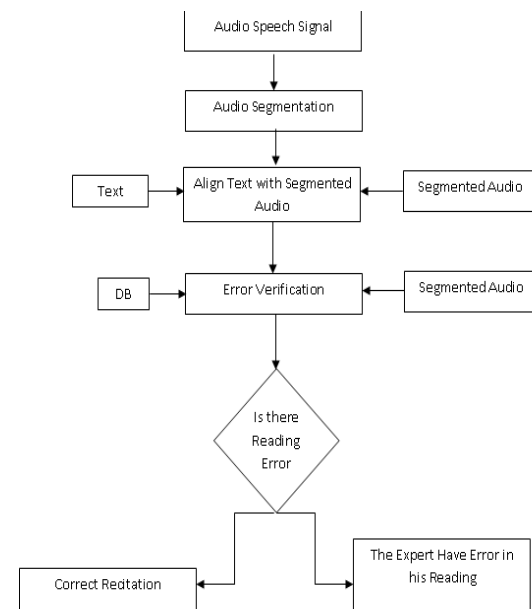 Audio Speech Signal
Audio Segmentation
Text
Align Text with Segmented
Audio
Segmented Audio
DB
Error Verification
Segmented Audio
Is there
Reading
Error
Correct Recitation
The Expert Have Error in
his Reading